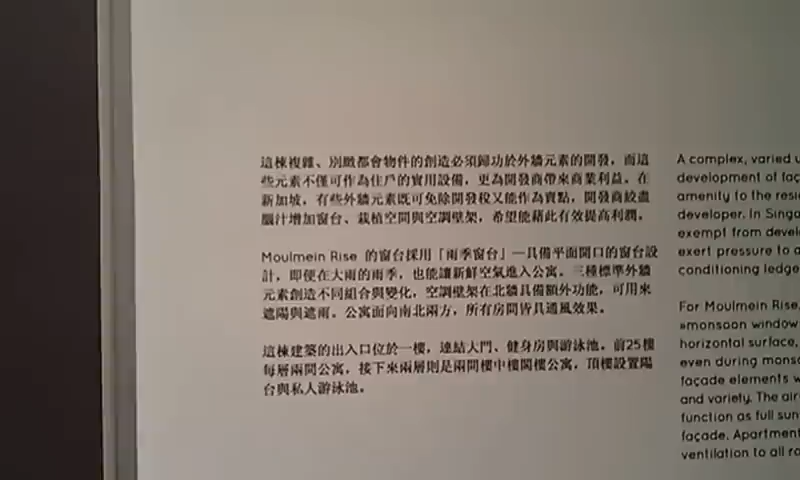 這棟複雜、別緻都會物件的創造必須歸功於外牆元素的開發，而這
些元素不僅可作為住戶的實用設備，更為開發商帶來商業利益。在
新加坡，有些外牆元素既可免除開發稅又能作為賣點，開發商絞盡
腦汁增加窗台、栽植空間與空調壁架，希望能藉此有效提高利潤。
Moulmein Rise 的窗台採用「雨季窗台」—具備平面開口的窗台設
計，即便在大雨的雨季，也能讓新鮮空氣進入公寓。三種標準外牆
元素創造不同組合與變化，空調壁架在北牆具備額外功能，可用來
遮陽與遮雨。公寓面向南北兩方，所有房間皆具通風效果。
這棟建築的出入口位於一樓，連結大門、健身房與游泳池。前25樓
每層兩間公寓，接下來兩層則是兩間樓中樓閣樓公寓，頂樓設置陽
台與私人游泳池。
A complex, varied u
development of faç
amenity to the resi
developer. In Singa
exempt from devel
exert pressure to a
conditioning ledge
For Moulmein Rise,
»monsoon window
horizontal surface,
even during monso
façade elements w
and variety. The air
function as full sun
façade. Apartment
ventilation to all ro